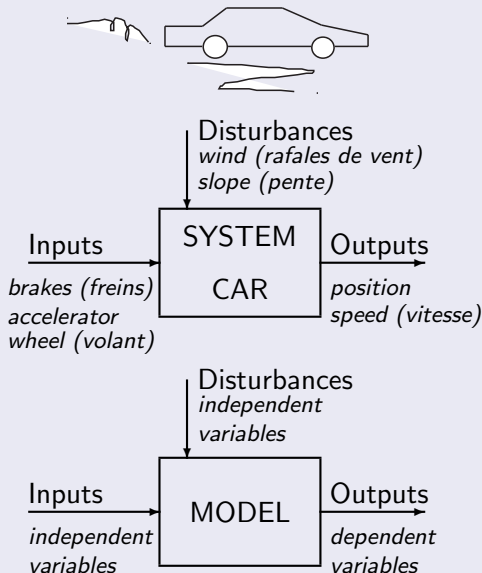 Disturbances
wind (rafales de vent)
slope (pente)
Inputs
SYSTEM
Outputs
CAR
brakes (freins)
accelerator
wheel (volant)
position
speed (vitesse)
Disturbances
independent
variables
Inputs
MODEL
Outputs
independent
variables
dependent
variables